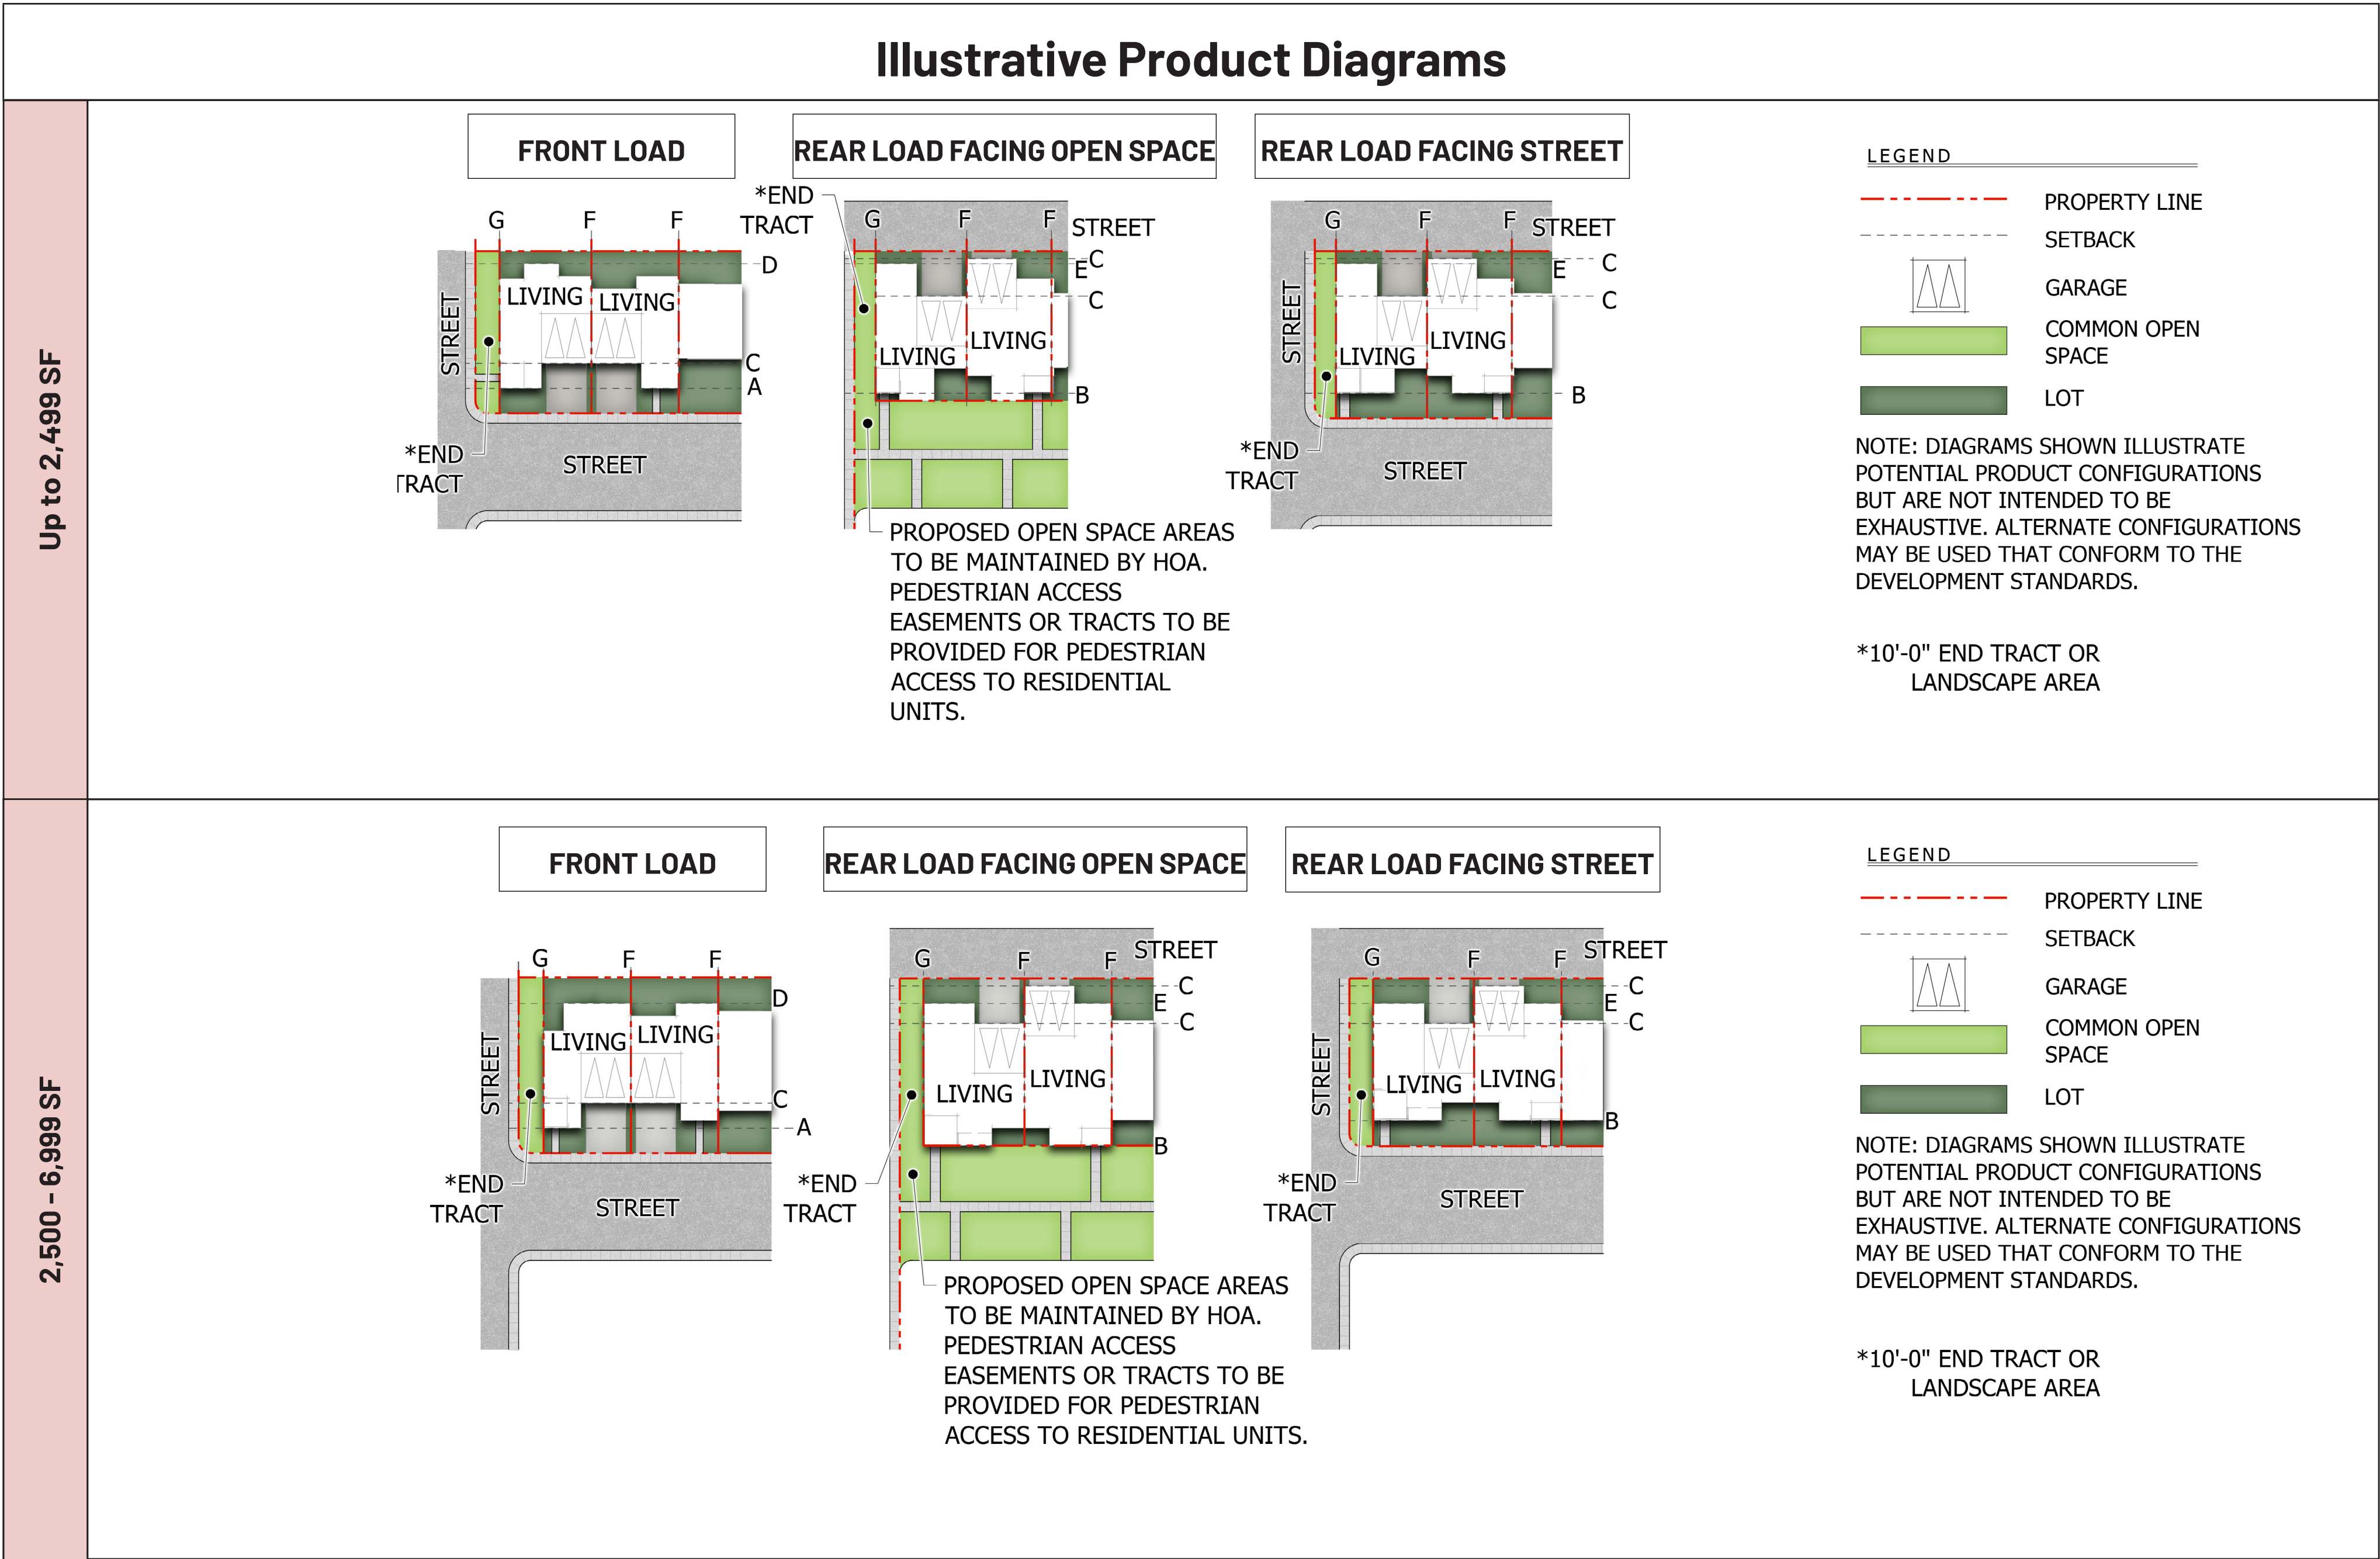 Illustrative Product Diagrams
Up to 2,499 SF
FRONT LOAD
REAR LOAD FACING OPEN SPACE
REAR LOAD FACING STREET
G
F
F
D
LIVING
LIVING
STREET
C
A
*END
TRACT
STREET
*END
TRACT
G
F
F
STREET
C
E
C
LIVING
LIVING
B
PROPOSED OPEN SPACE AREAS
TO BE MAINTAINED BY HOA.
PEDESTRIAN ACCESS
EASEMENTS OR TRACTS TO BE
PROVIDED FOR PEDESTRIAN
ACCESS TO RESIDENTIAL
UNITS.
G
F
F
STREET
C
E
C
STREET
LIVING
LIVING
B
*END
TRACT
STREET
LEGEND
PROPERTY LINE
SETBACK
GARAGE
COMMON OPEN
SPACE
LOT
NOTE: DIAGRAMS SHOWN ILLUSTRATE
POTENTIAL PRODUCT CONFIGURATIONS
BUT ARE NOT INTENDED TO BE
EXHAUSTIVE. ALTERNATE CONFIGURATIONS
MAY BE USED THAT CONFORM TO THE
DEVELOPMENT STANDARDS.
*10'-0" END TRACT OR
LANDSCAPE AREA
2,500 - 6,999 SF
FRONT LOAD
REAR LOAD FACING OPEN SPACE
REAR LOAD FACING STREET
G
F
F
D
LIVING
LIVING
STREET
C
A
*END
TRACT
STREET
G
F
F
STREET
C
E
C
LIVING
LIVING
B
*END
TRACT
PROPOSED OPEN SPACE AREAS
TO BE MAINTAINED BY HOA.
PEDESTRIAN ACCESS
EASEMENTS OR TRACTS TO BE
PROVIDED FOR PEDESTRIAN
ACCESS TO RESIDENTIAL UNITS.
G
F
F
STREET
C
E
C
STREET
LIVING
LIVING
B
*END
TRACT
STREET
LEGEND
PROPERTY LINE
SETBACK
GARAGE
COMMON OPEN
SPACE
LOT
NOTE: DIAGRAMS SHOWN ILLUSTRATE
POTENTIAL PRODUCT CONFIGURATIONS
BUT ARE NOT INTENDED TO BE
EXHAUSTIVE. ALTERNATE CONFIGURATIONS
MAY BE USED THAT CONFORM TO THE
DEVELOPMENT STANDARDS.
*10'-0" END TRACT OR
LANDSCAPE AREA